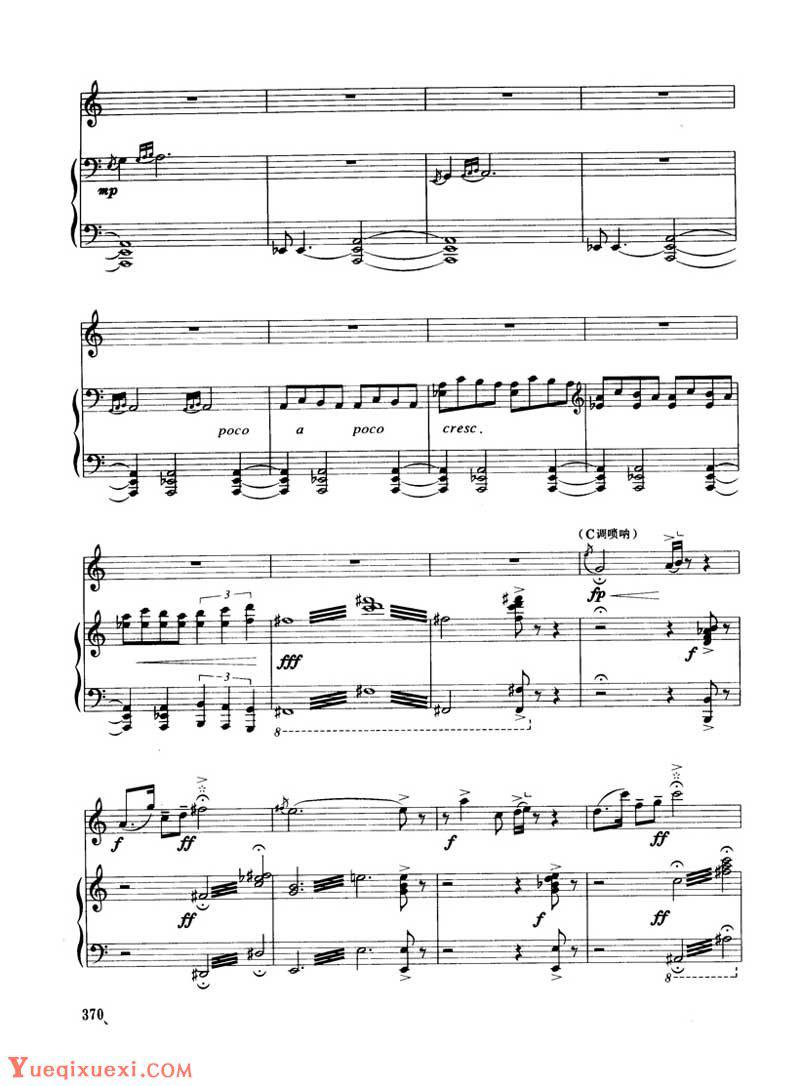 mp
poco a poco cresc.
(C调唢呐)
fp
3
fff
f
3
8
f ff
f
ff
ff
f
ff
8
370
Yueqixuexi.com